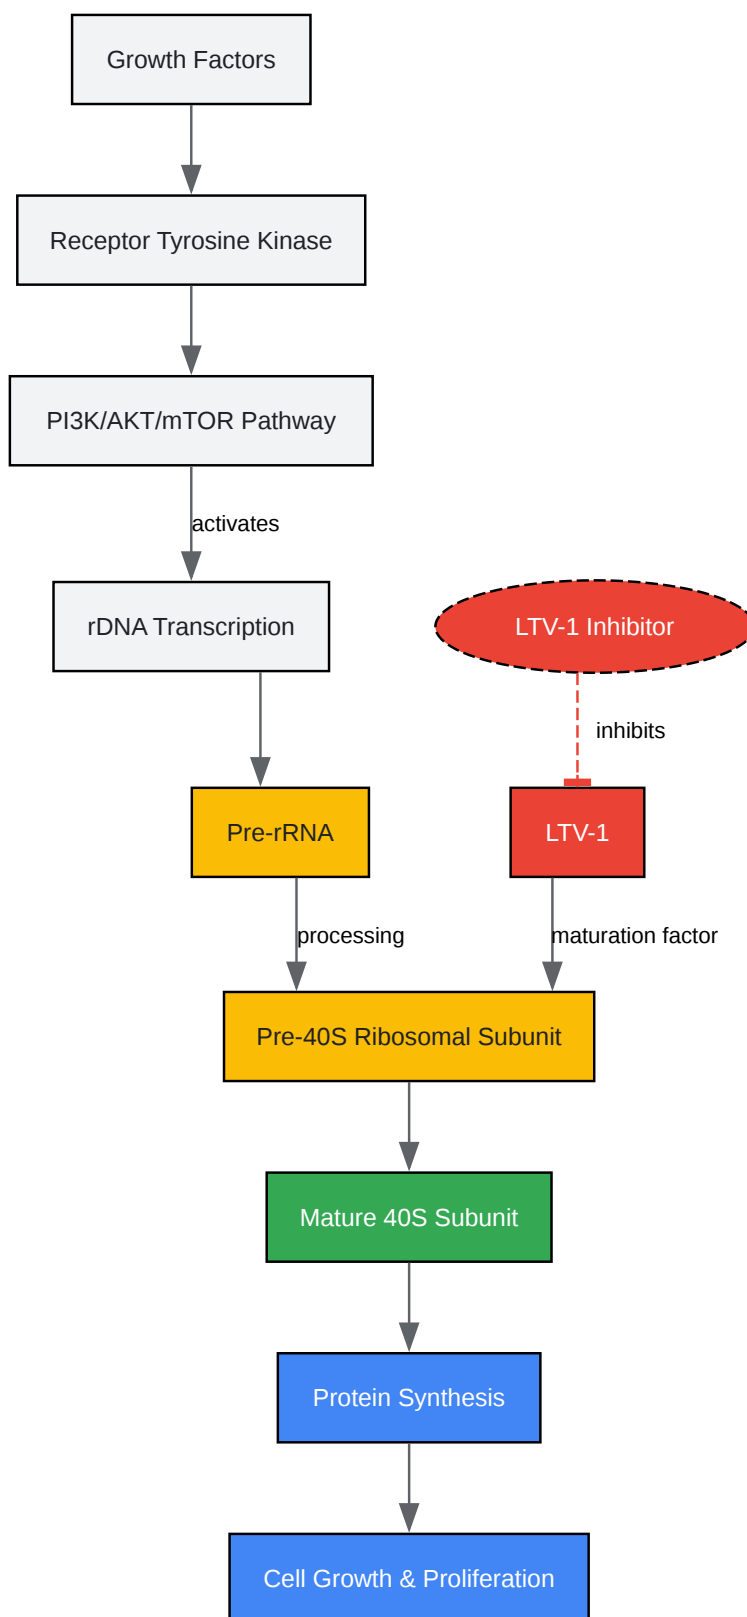 Growth Factors
Receptor Tyrosine Kinase
PI3K/AKT/mTOR Pathway
activates
rDNA Transcription
LTV-1 Inhibitor
inhibits
Pre-rRNA
LTV-1
processing
maturation factor
Pre-40S Ribosomal Subunit
Mature 40S Subunit
Protein Synthesis
Cell Growth & Proliferation